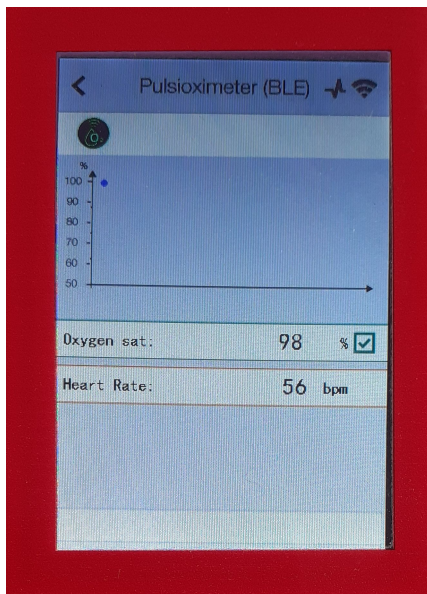 Pulsioximeter (BLE)
%
100
90
80
70
60
50
Oxygen sat: 98 %
Heart Rate: 56 bpm